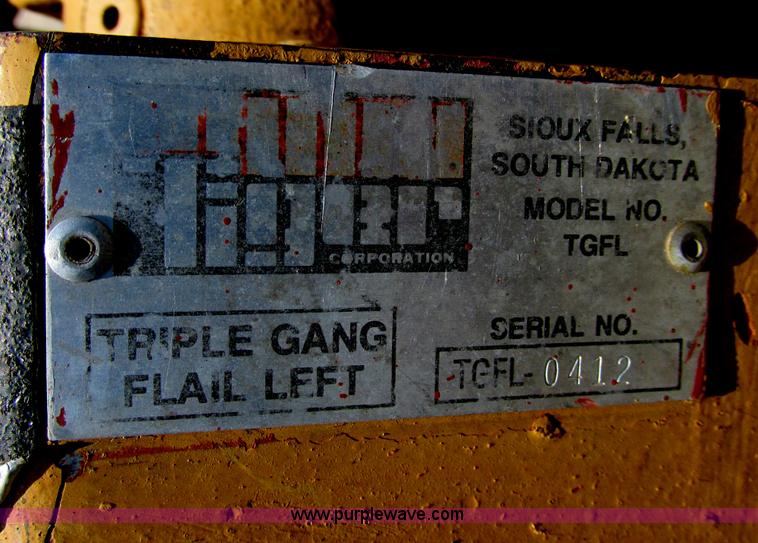 SIOUX FALLS,
SOUTH DAKOTA
MODEL NO.
TGFL
Tiger
CORPORATION
TRIPLE GANG
FLAIL LEFT
SERIAL NO.
TGFL-0412
www.purplewave.com